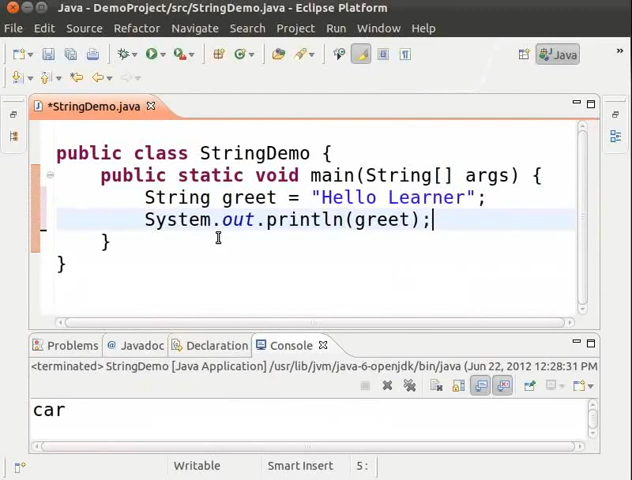 Java - DemoProject/src/StringDemo.java - Eclipse Platform
File Edit Source Refactor Navigate Search Project Run Window Help
Java
»
*StringDemo.java
public class StringDemo {
public static void main(String[] args) {
String greet = "Hello Learner";
System.out.println(greet);
}
}
Problems @ Javadoc Declaration Console
<terminated> StringDemo [Java Application] /usr/lib/jvm/java-6-openjdk/bin/java (Jun 22, 2012 12:28:31 PM
car
Writable Smart Insert 5 :